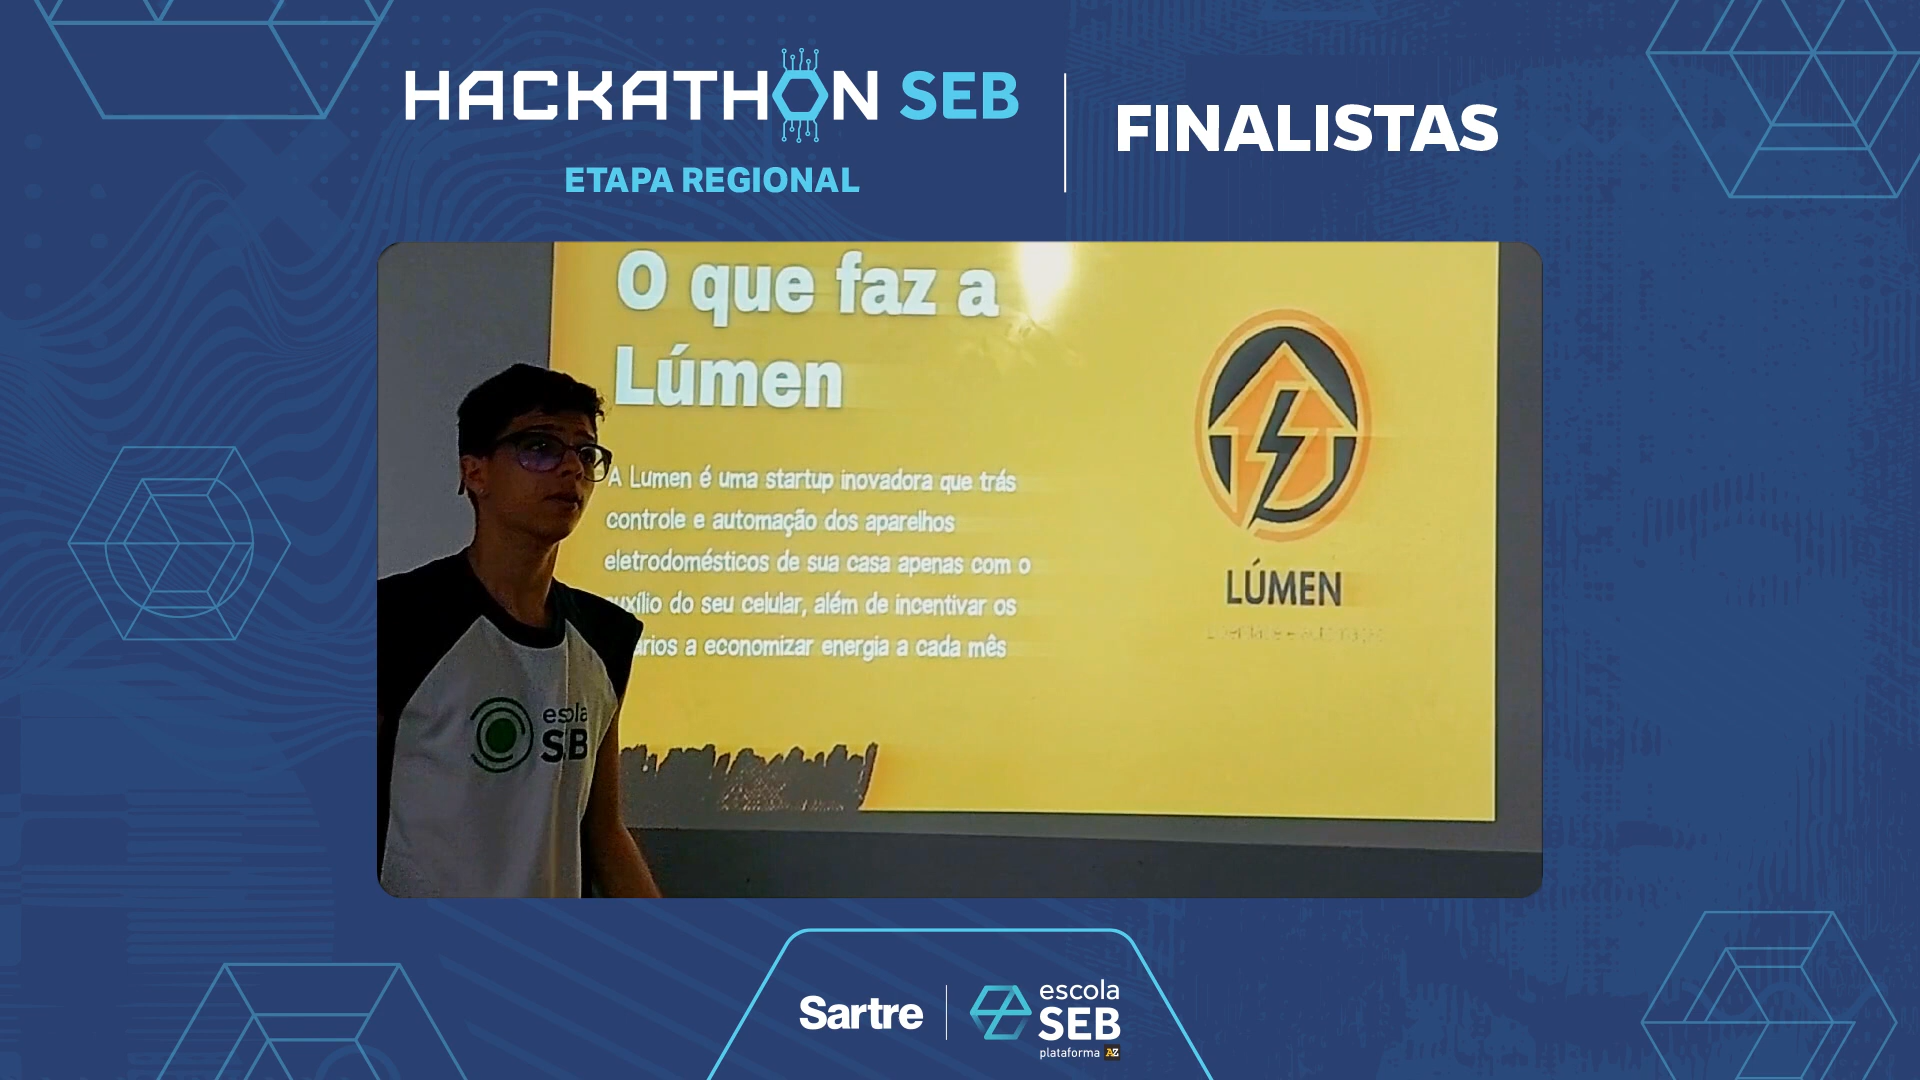 HACKATHON SEB
ETAPA REGIONAL
FINALISTAS
O que faz a
Lúmen
A Lumen é uma startup inovadora que trás
controle e automação dos aparelhos
eletrodomésticos de sua casa apenas com o
auxílio do seu celular, além de incentivar os
ários a economizar energia a cada mês
LÚMEN
escola
SEB
Sartre
escola
SEB
plataforma AZ